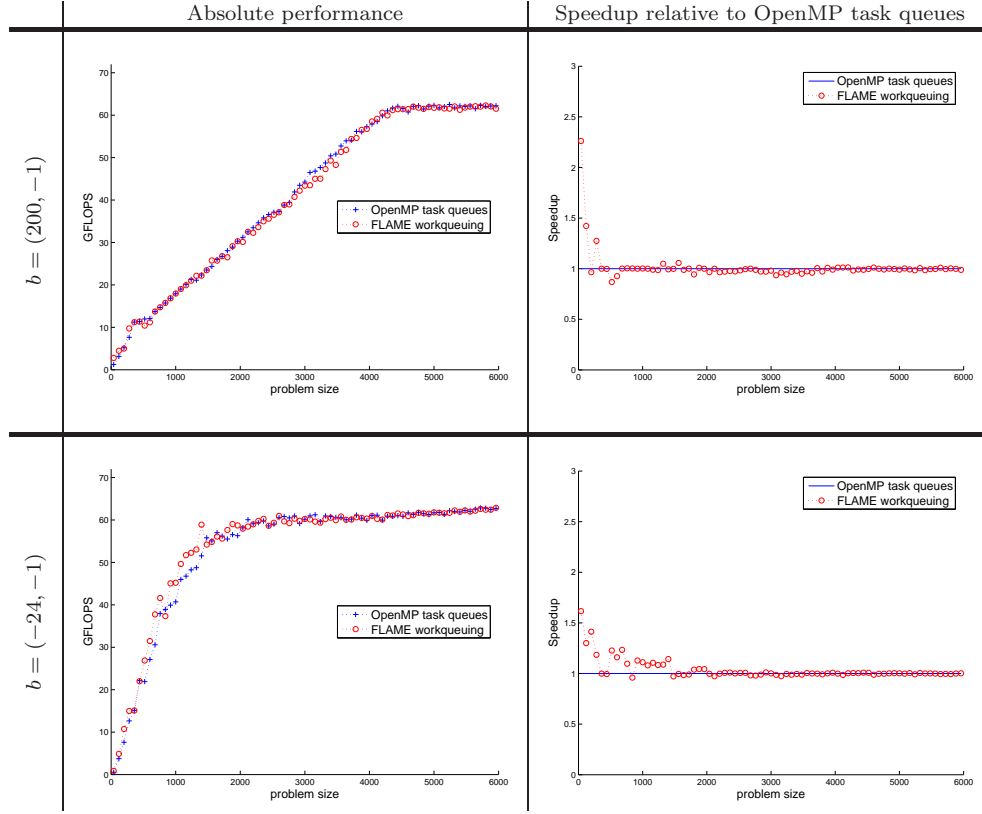 Absolute performance
Speedup relative to OpenMP task queues
b = (200, −1)
70
60
50
40
30
20
10
0
GFLOPS
0 1000 2000 3000 4000 5000 6000
problem size
OpenMP task queues
FLAME workqueuing
3
2.5
2
1.5
1
0.5
0
Speedup
0 1000 2000 3000 4000 5000 6000
problem size
OpenMP task queues
FLAME workqueuing
b = (−24, −1)
70
60
50
40
30
20
10
0
GFLOPS
0 1000 2000 3000 4000 5000 6000
problem size
OpenMP task queues
FLAME workqueuing
3
2.5
2
1.5
1
0.5
0
Speedup
0 1000 2000 3000 4000 5000 6000
problem size
OpenMP task queues
FLAME workqueuing